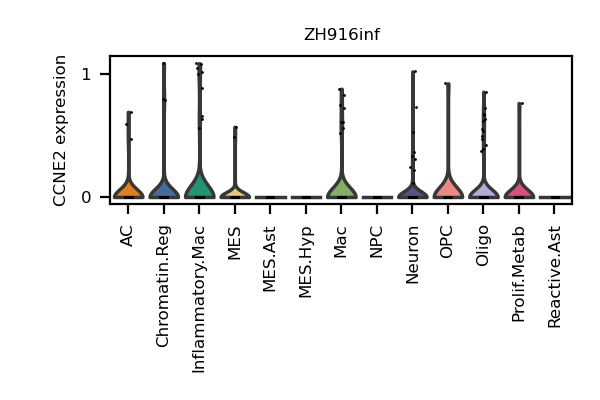 ZH916inf
CCNE2 expression
1
0
AC
Chromatin.Reg
Inflammatory.Mac
MES
MES.Ast
MES.Hyp
Mac
NPC
Neuron
OPC
Oligo
Prolif.Metab
Reactive.Ast